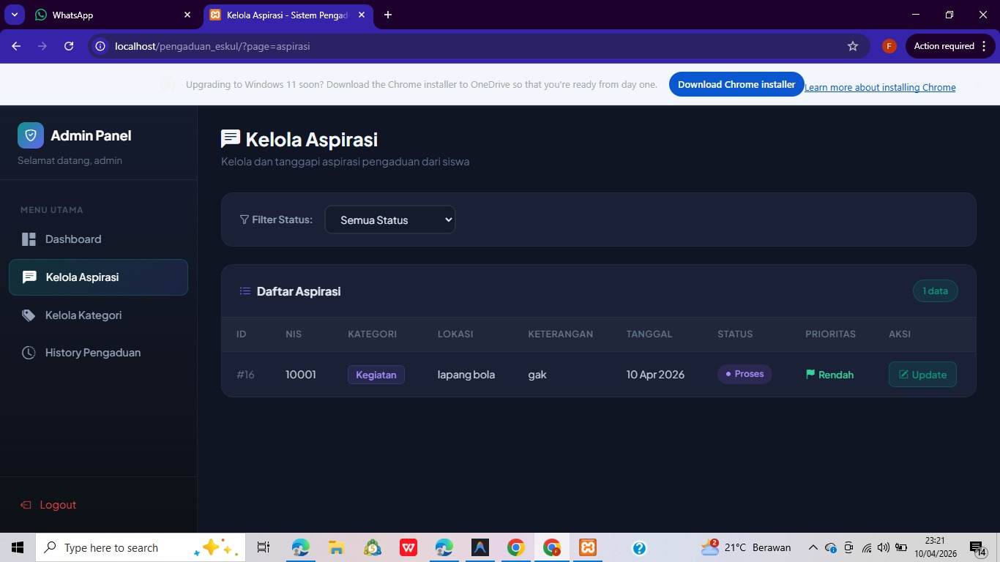 WhatsApp
Kelola Aspirasi - Sistem Pengad
localhost/pengaduan_eskul/?page=aspirasi
F
Action required
Upgrading to Windows 11 soon? Download the Chrome installer to OneDrive so that you're ready from day one.
Download Chrome installer
Learn more about installing Chrome
Admin Panel
Selamat datang, admin
MENU UTAMA
Dashboard
Kelola Aspirasi
Kelola Kategori
History Pengaduan
Logout
Kelola Aspirasi
Kelola dan tanggapi aspirasi pengaduan dari siswa
Filter Status: Semua Status
Daftar Aspirasi 1 data
ID NIS KATEGORI LOKASI KETERANGAN TANGGAL STATUS PRIORITAS AKSI
#16 10001 Kegiatan lapang bola gak 10 Apr 2026 Proses Rendah Update
Type here to search
2
21°C Berawan
23:21
10/04/2026
14